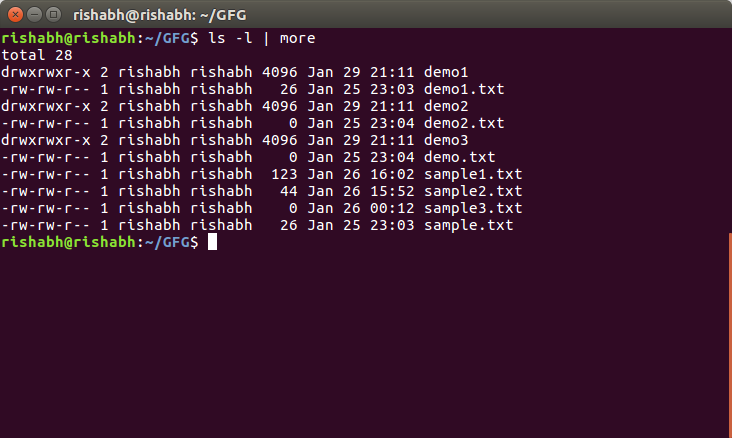 rishabh@rishabh: ~/GFG
rishabh@rishabh:~/GFG$ ls -l | more
total 28
drwxrwxr-x 2 rishabh rishabh 4096 Jan 29 21:11 demo1
-rw-rw-r-- 1 rishabh rishabh   26 Jan 25 23:03 demo1.txt
drwxrwxr-x 2 rishabh rishabh 4096 Jan 29 21:11 demo2
-rw-rw-r-- 1 rishabh rishabh    0 Jan 25 23:04 demo2.txt
drwxrwxr-x 2 rishabh rishabh 4096 Jan 29 21:11 demo3
-rw-rw-r-- 1 rishabh rishabh    0 Jan 25 23:04 demo.txt
-rw-rw-r-- 1 rishabh rishabh  123 Jan 26 16:02 sample1.txt
-rw-rw-r-- 1 rishabh rishabh   44 Jan 26 15:52 sample2.txt
-rw-rw-r-- 1 rishabh rishabh    0 Jan 26 00:12 sample3.txt
-rw-rw-r-- 1 rishabh rishabh   26 Jan 25 23:03 sample.txt
rishabh@rishabh:~/GFG$